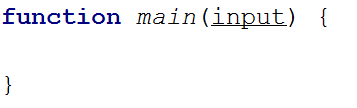 function main(input) {
}